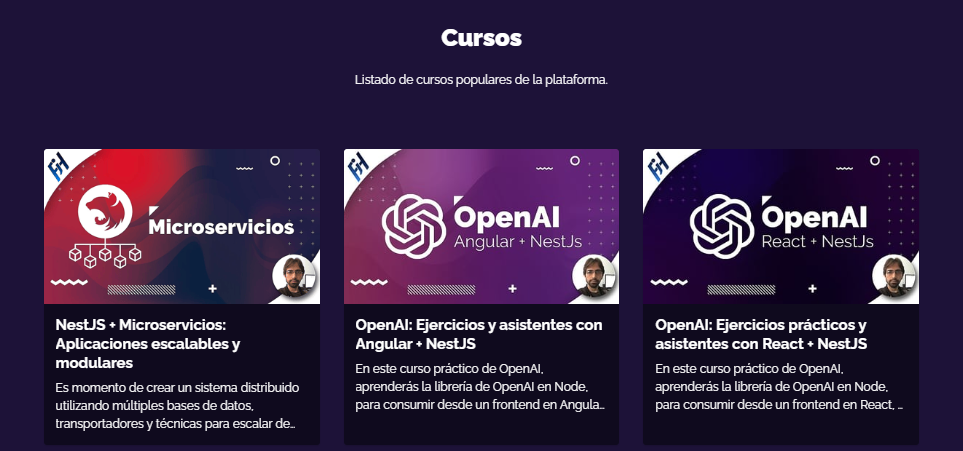 Cursos
Listado de cursos populares de la plataforma.
FH
Microservicios
NestJS + Microservicios:
Aplicaciones escalables y
modulares
Es momento de crear un sistema distribuido
utilizando múltiples bases de datos,
transportadores y técnicas para escalar de...
FH
OpenAI
Angular + NestJs
OpenAI: Ejercicios y asistentes con
Angular + NestJS
En este curso práctico de OpenAI,
aprenderás la librería de OpenAI en Node,
para consumir desde un frontend en Angula...
FH
OpenAI
React + NestJs
OpenAI: Ejercicios prácticos y
asistentes con React + NestJS
En este curso práctico de OpenAI,
aprenderás la librería de OpenAI en Node,
para consumir desde un frontend en React, ...